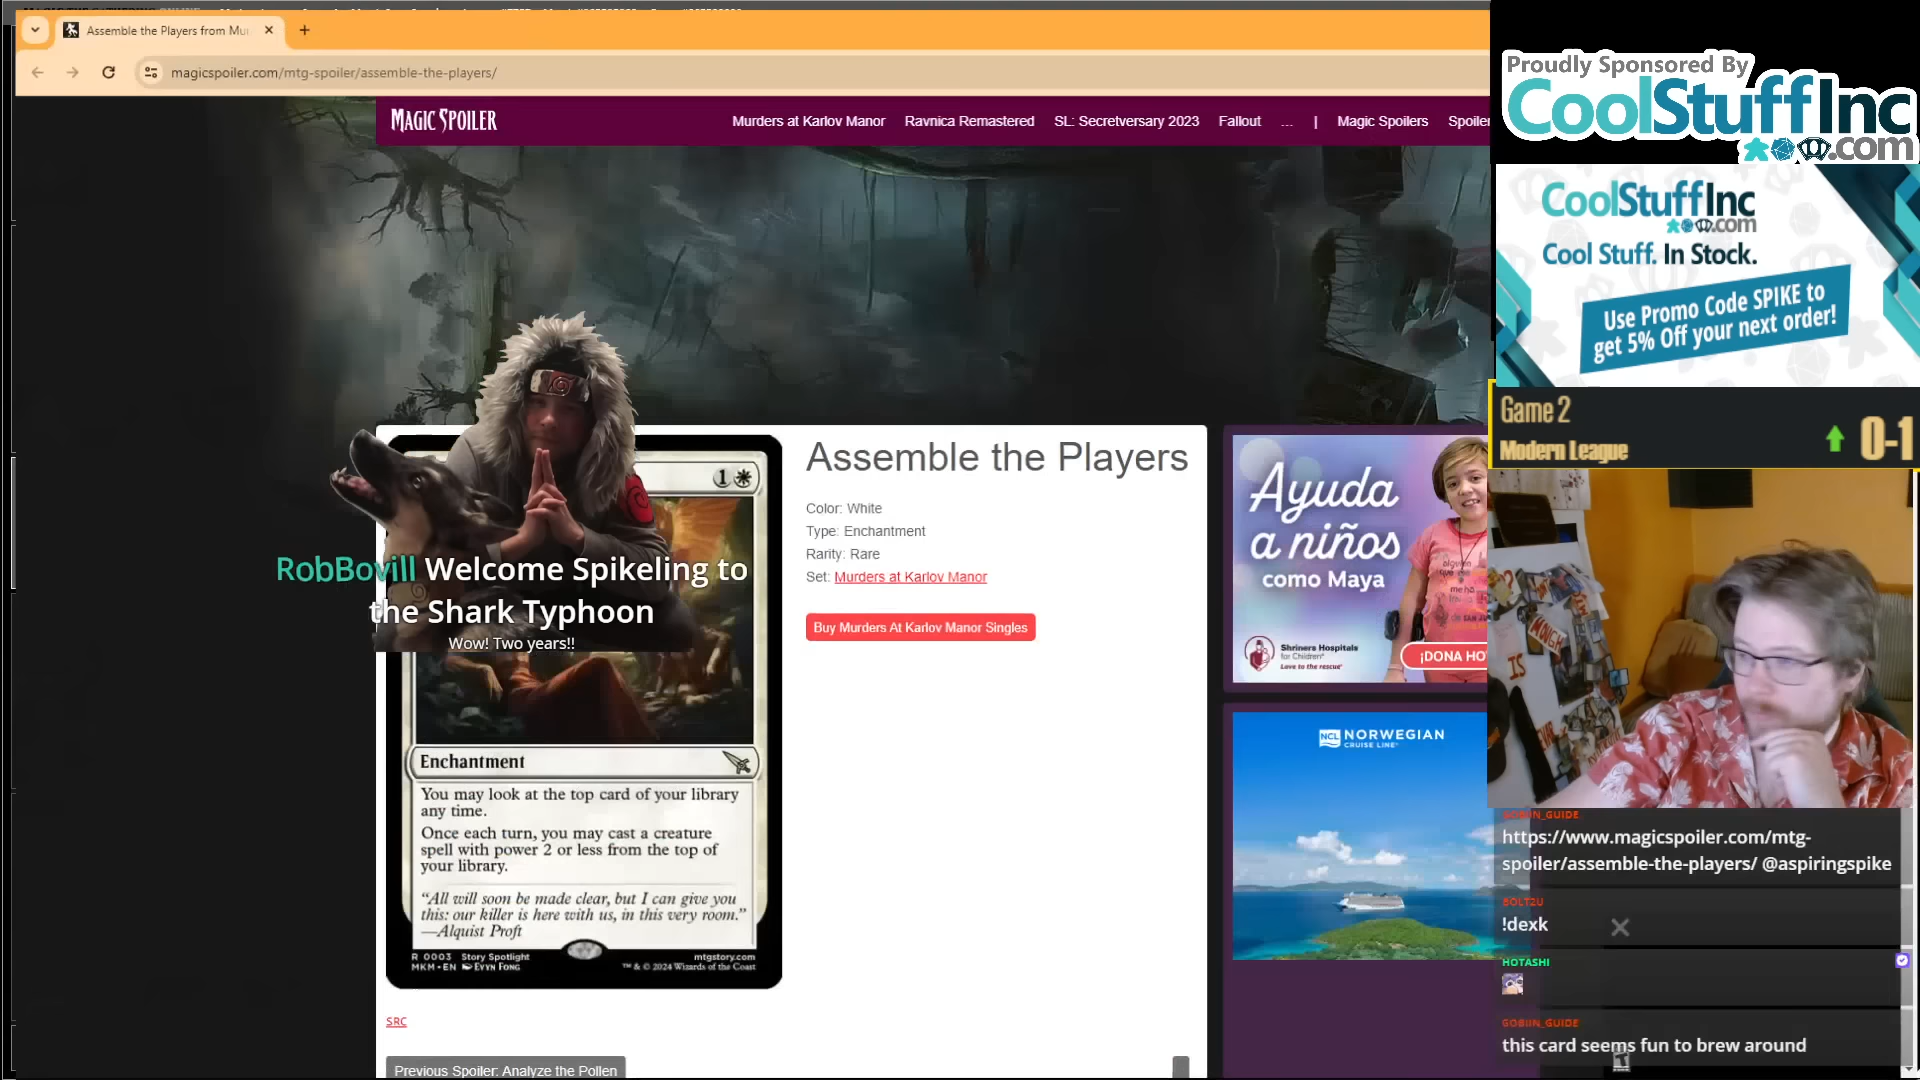 Assemble the Players from Mu
magicspoiler.com/mtg-spoiler/assemble-the-players/
MAGIC SPOILER
Murders at Karlov Manor Ravnica Remastered SL: Secretversary 2023 Fallout ... | Magic Spoilers Spoiler
Proudly Sponsored By
CoolStuffInc
.com
CoolStuffInc
.com
Cool Stuff. In Stock.
Use Promo Code SPIKE to
get 5% Off your next order!
Game 2
Modern League
0-1
1
Assemble the Players
Color: White
Type: Enchantment
Rarity: Rare
Set: Murders at Karlov Manor
Buy Murders At Karlov Manor Singles
RobBovill Welcome Spikeling to
the Shark Typhoon
Wow! Two years!!
Enchantment
You may look at the top card of your library
any time.
Once each turn, you may cast a creature
spell with power 2 or less from the top of
your library.
“All will soon be made clear, but I can give you
this: our killer is here with us, in this very room.”
—Alquist Proft
R 0003 Story Spotlight
MKM • EN EVYN FONG
mtgstory.com
™ & © 2024 Wizards of the Coast
SRC
Previous Spoiler: Analyze the Pollen
Ayuda
a niños
como Maya
Shriners Hospitals
for Children®
Love to the rescue®
¡DONA HO
NCL NORWEGIAN
CRUISE LINE®
GOBIIN_GUIDE
https://www.magicspoiler.com/mtg-
spoiler/assemble-the-players/ @aspiringspike
BOLT2U
!dexk
HOTASHI
GOBIIN_GUIDE
this card seems fun to brew around